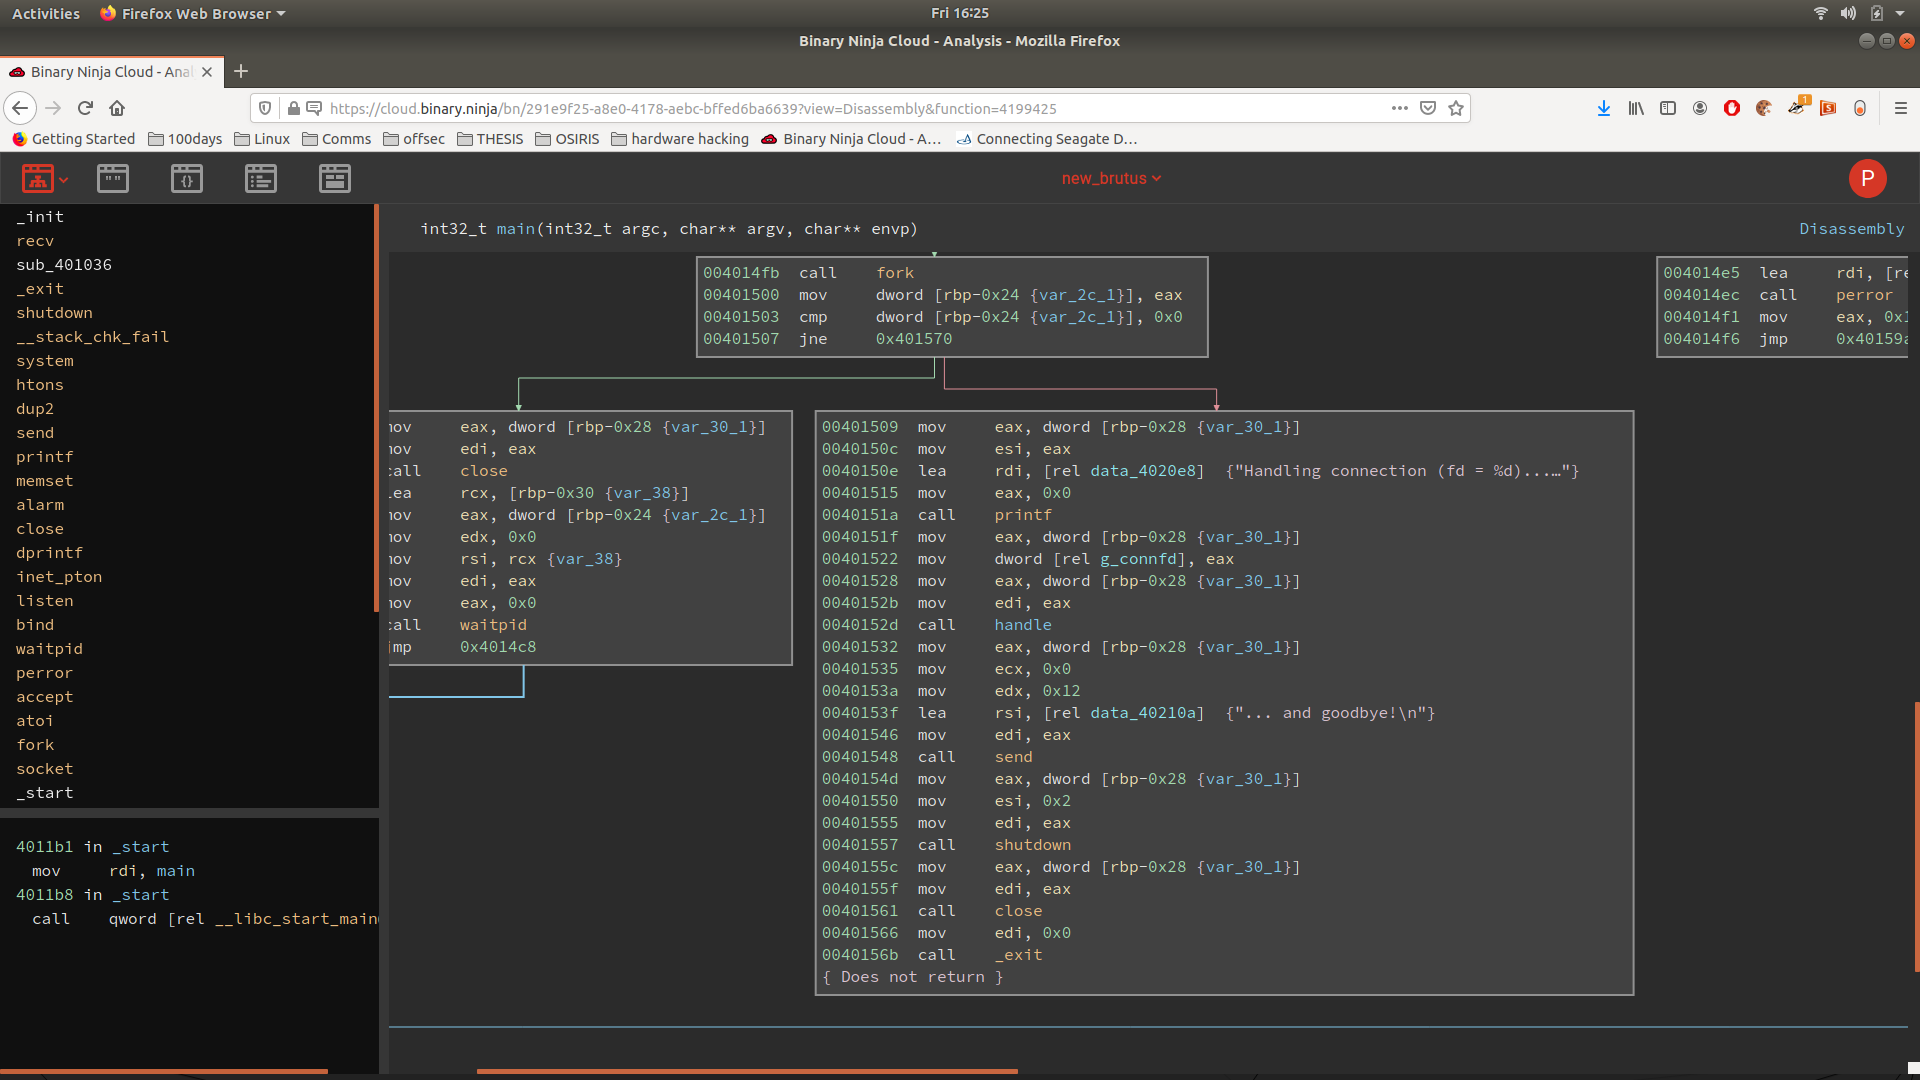 Activities Firefox Web Browser Fri 16:25
Binary Ninja Cloud - Analysis - Mozilla Firefox
Binary Ninja Cloud - Anal
https://cloud.binary.ninja/bn/291e9f25-a8e0-4178-aebc-bffed6ba6639?view=Disassembly&function=4199425
1
Getting Started 100days Linux Comms offsec THESIS OSIRIS hardware hacking Binary Ninja Cloud - A… Connecting Seagate D…
new_brutus P
_init
recv
sub_401036
_exit
shutdown
__stack_chk_fail
system
htons
dup2
send
printf
memset
alarm
close
dprintf
inet_pton
listen
bind
waitpid
perror
accept
atoi
fork
socket
_start
4011b1 in _start
mov rdi, main
4011b8 in _start
call qword [rel __libc_start_main
int32_t main(int32_t argc, char** argv, char** envp) Disassembly
004014fb call fork
00401500 mov dword [rbp-0x24 {var_2c_1}], eax
00401503 cmp dword [rbp-0x24 {var_2c_1}], 0x0
00401507 jne 0x401570
004014e5 lea rdi, [re
004014ec call perror
004014f1 mov eax, 0x1
004014f6 jmp 0x40159a
mov eax, dword [rbp-0x28 {var_30_1}]
mov edi, eax
call close
lea rcx, [rbp-0x30 {var_38}]
mov eax, dword [rbp-0x24 {var_2c_1}]
mov edx, 0x0
mov rsi, rcx {var_38}
mov edi, eax
mov eax, 0x0
call waitpid
jmp 0x4014c8
00401509 mov eax, dword [rbp-0x28 {var_30_1}]
0040150c mov esi, eax
0040150e lea rdi, [rel data_4020e8] {"Handling connection (fd = %d)...…"}
00401515 mov eax, 0x0
0040151a call printf
0040151f mov eax, dword [rbp-0x28 {var_30_1}]
00401522 mov dword [rel g_connfd], eax
00401528 mov eax, dword [rbp-0x28 {var_30_1}]
0040152b mov edi, eax
0040152d call handle
00401532 mov eax, dword [rbp-0x28 {var_30_1}]
00401535 mov ecx, 0x0
0040153a mov edx, 0x12
0040153f lea rsi, [rel data_40210a] {"... and goodbye!\n"}
00401546 mov edi, eax
00401548 call send
0040154d mov eax, dword [rbp-0x28 {var_30_1}]
00401550 mov esi, 0x2
00401555 mov edi, eax
00401557 call shutdown
0040155c mov eax, dword [rbp-0x28 {var_30_1}]
0040155f mov edi, eax
00401561 call close
00401566 mov edi, 0x0
0040156b call _exit
{ Does not return }